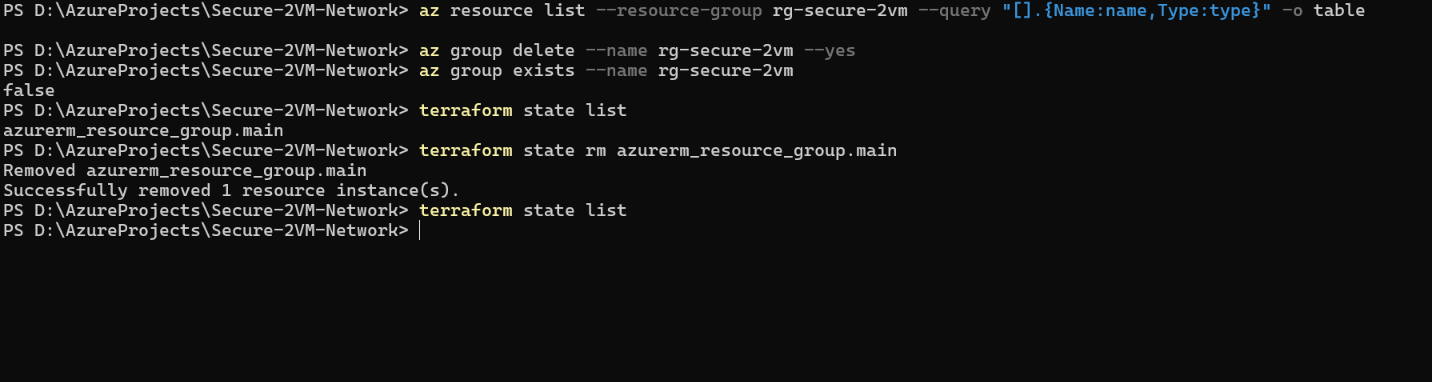 PS D:\AzureProjects\Secure-2VM-Network> az resource list --resource-group rg-secure-2vm --query "[].{Name:name,Type:type}" -o table
PS D:\AzureProjects\Secure-2VM-Network> az group delete --name rg-secure-2vm --yes
PS D:\AzureProjects\Secure-2VM-Network> az group exists --name rg-secure-2vm
false
PS D:\AzureProjects\Secure-2VM-Network> terraform state list
azurerm_resource_group.main
PS D:\AzureProjects\Secure-2VM-Network> terraform state rm azurerm_resource_group.main
Removed azurerm_resource_group.main
Successfully removed 1 resource instance(s).
PS D:\AzureProjects\Secure-2VM-Network> terraform state list
PS D:\AzureProjects\Secure-2VM-Network>